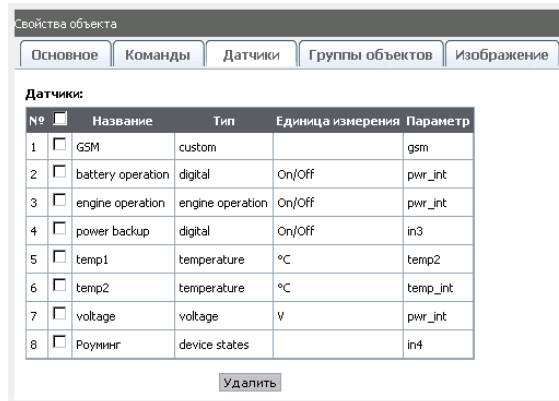 Свойства объекта
Основное Команды Датчики Группы объектов Изображение
Датчики:
№ Название Тип Единица измерения Параметр
1 GSM custom gsm
2 battery operation digital On/Off pwr_int
3 engine operation engine operation On/Off pwr_int
4 power backup digital On/Off in3
5 temp1 temperature °C temp2
6 temp2 temperature °C temp_int
7 voltage voltage V pwr_int
8 Роуминг device states in4
Удалить